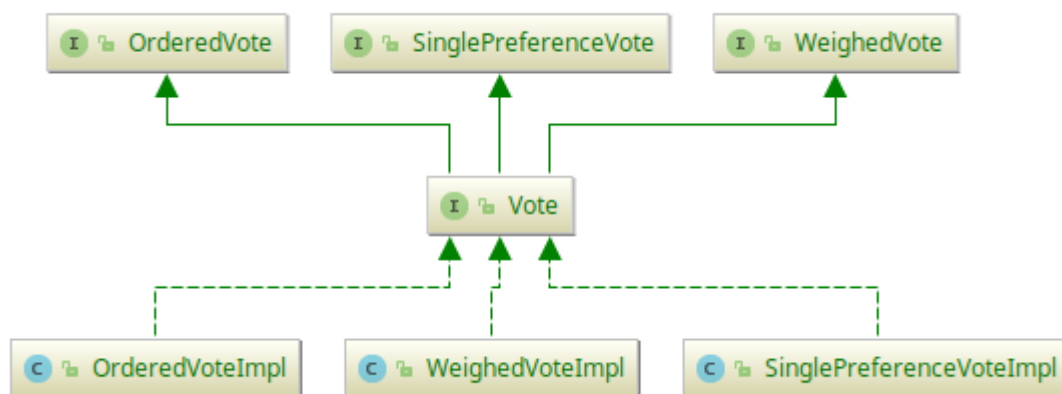 I OrderedVote
I SinglePreferenceVote
I WeighedVote
I Vote
C OrderedVoteImpl
C WeighedVoteImpl
C SinglePreferenceVoteImpl